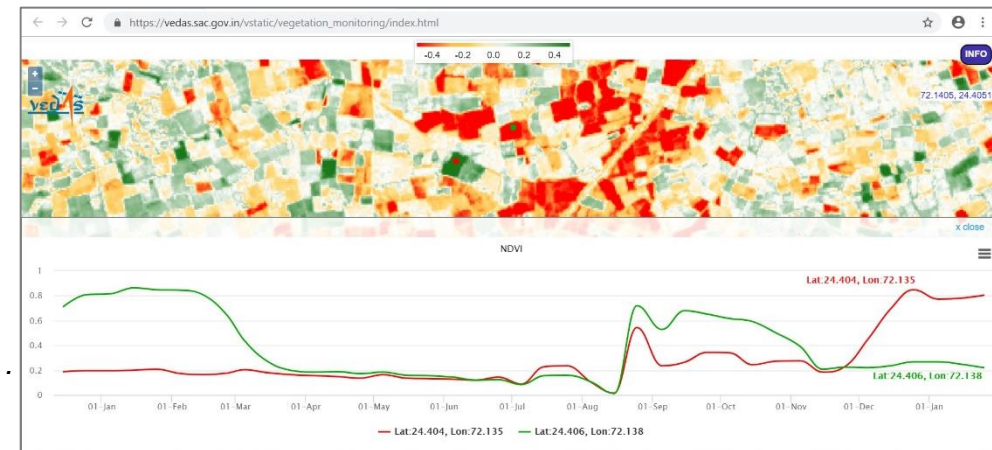 https://vedas.sac.gov.in/vstatic/vegetation_monitoring/index.html
-0.4 -0.2 0.0 0.2 0.4
INFO
+
−
72.1405, 24.4051
x close
NDVI
1
Lat:24.404, Lon:72.135
0.8
0.6
0.4
0.2
Lat:24.406, Lon:72.138
0
01-Jan 01-Feb 01-Mar 01-Apr 01-May 01-Jun 01-Jul 01-Aug 01-Sep 01-Oct 01-Nov 01-Dec 01-Jan
Lat:24.404, Lon:72.135 Lat:24.406, Lon:72.138